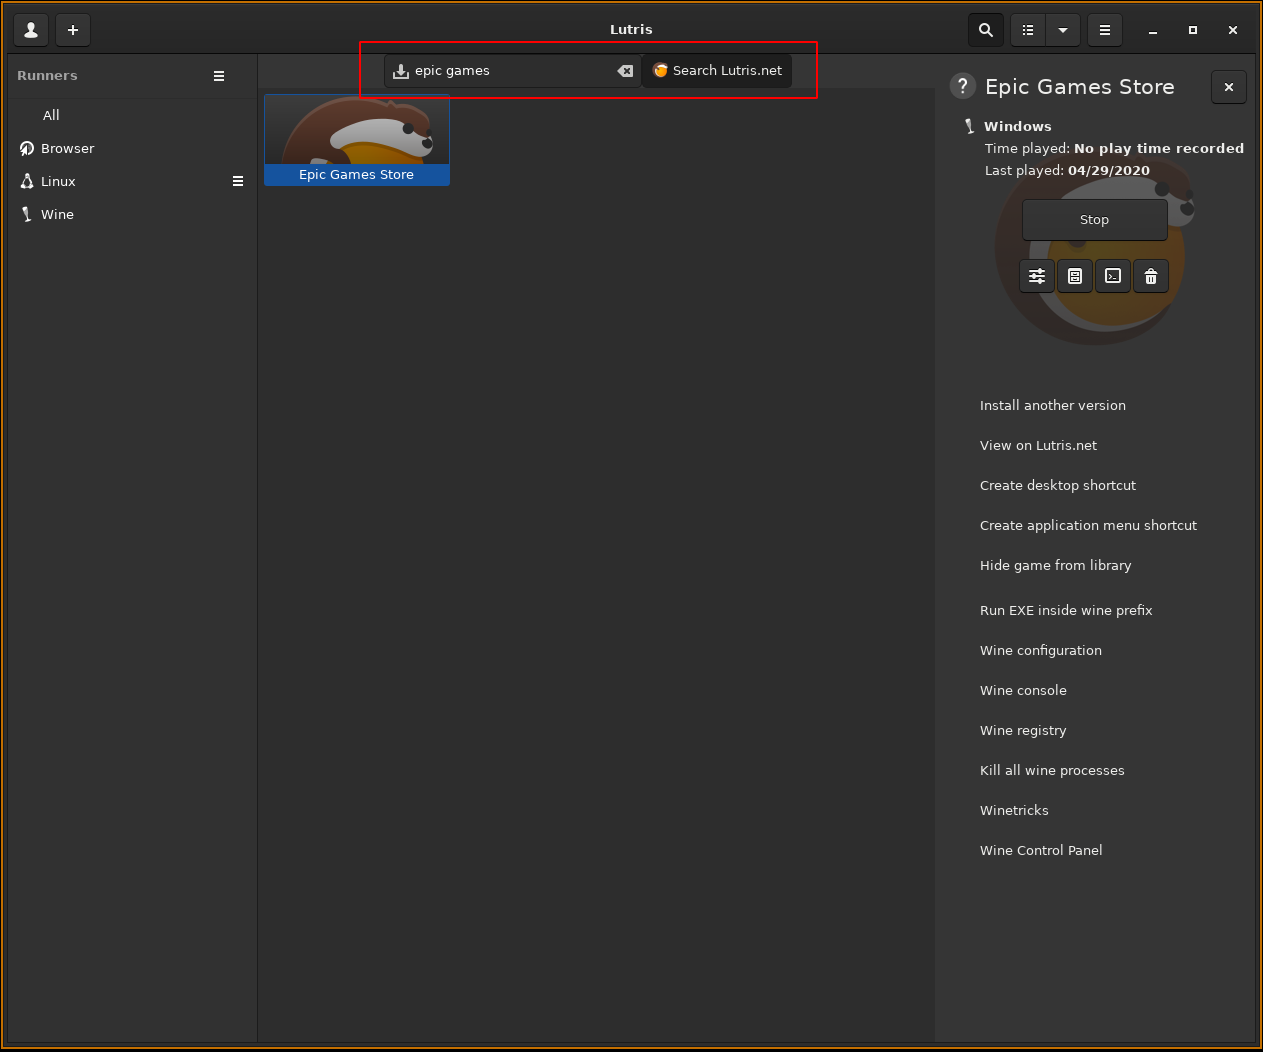 Lutris
Runners
All
Browser
Linux
Wine
epic games
Search Lutris.net
Epic Games Store
? Epic Games Store
Windows
Time played: No play time recorded
Last played: 04/29/2020
Stop
Install another version
View on Lutris.net
Create desktop shortcut
Create application menu shortcut
Hide game from library
Run EXE inside wine prefix
Wine configuration
Wine console
Wine registry
Kill all wine processes
Winetricks
Wine Control Panel